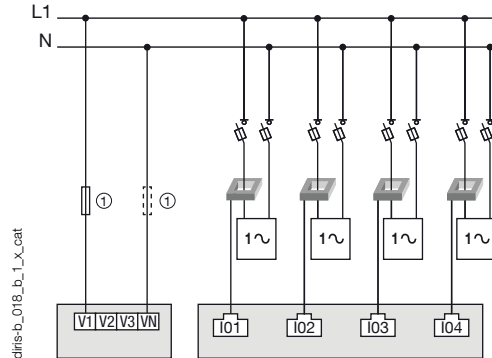 L1
N
① ①
1∿ 1∿ 1∿ 1∿
V1 V2 V3 VN
I01 I02 I03 I04
diris-b_018_b_1_x_cat